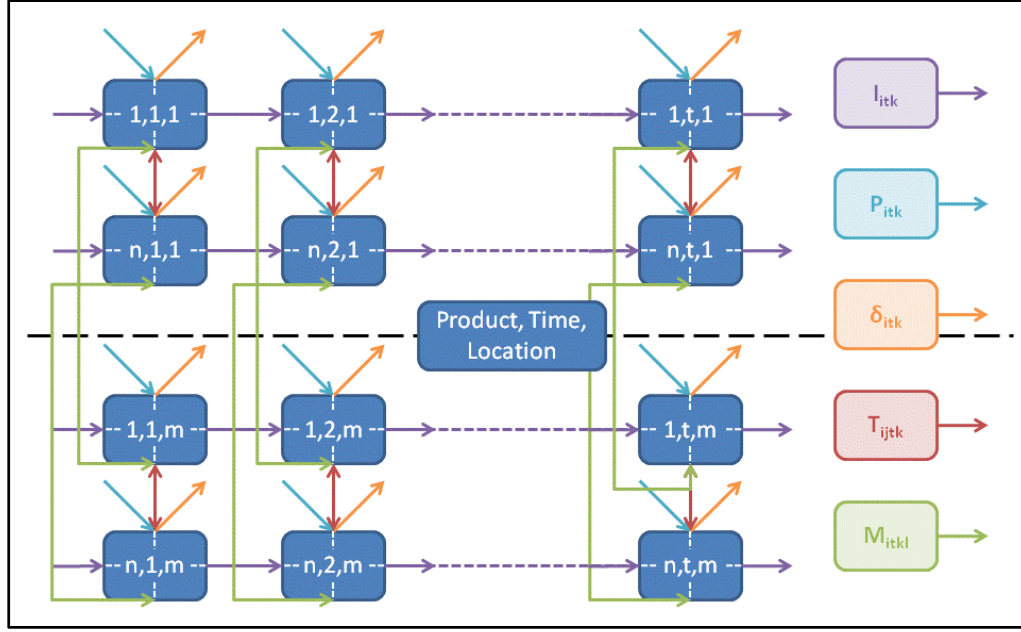 1,1,1
1,2,1
1,t,1
I_itk
P_itk
n,1,1
n,2,1
n,t,1
δ_itk
Product, Time,
Location
1,1,m
1,2,m
1,t,m
T_ijtk
M_itkl
n,1,m
n,2,m
n,t,m